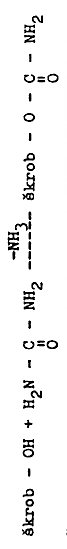 škrob - OH + H₂N - C - NH₂ -NH₃ ------ škrob - O - C - NH₂
‖ ‖
O O